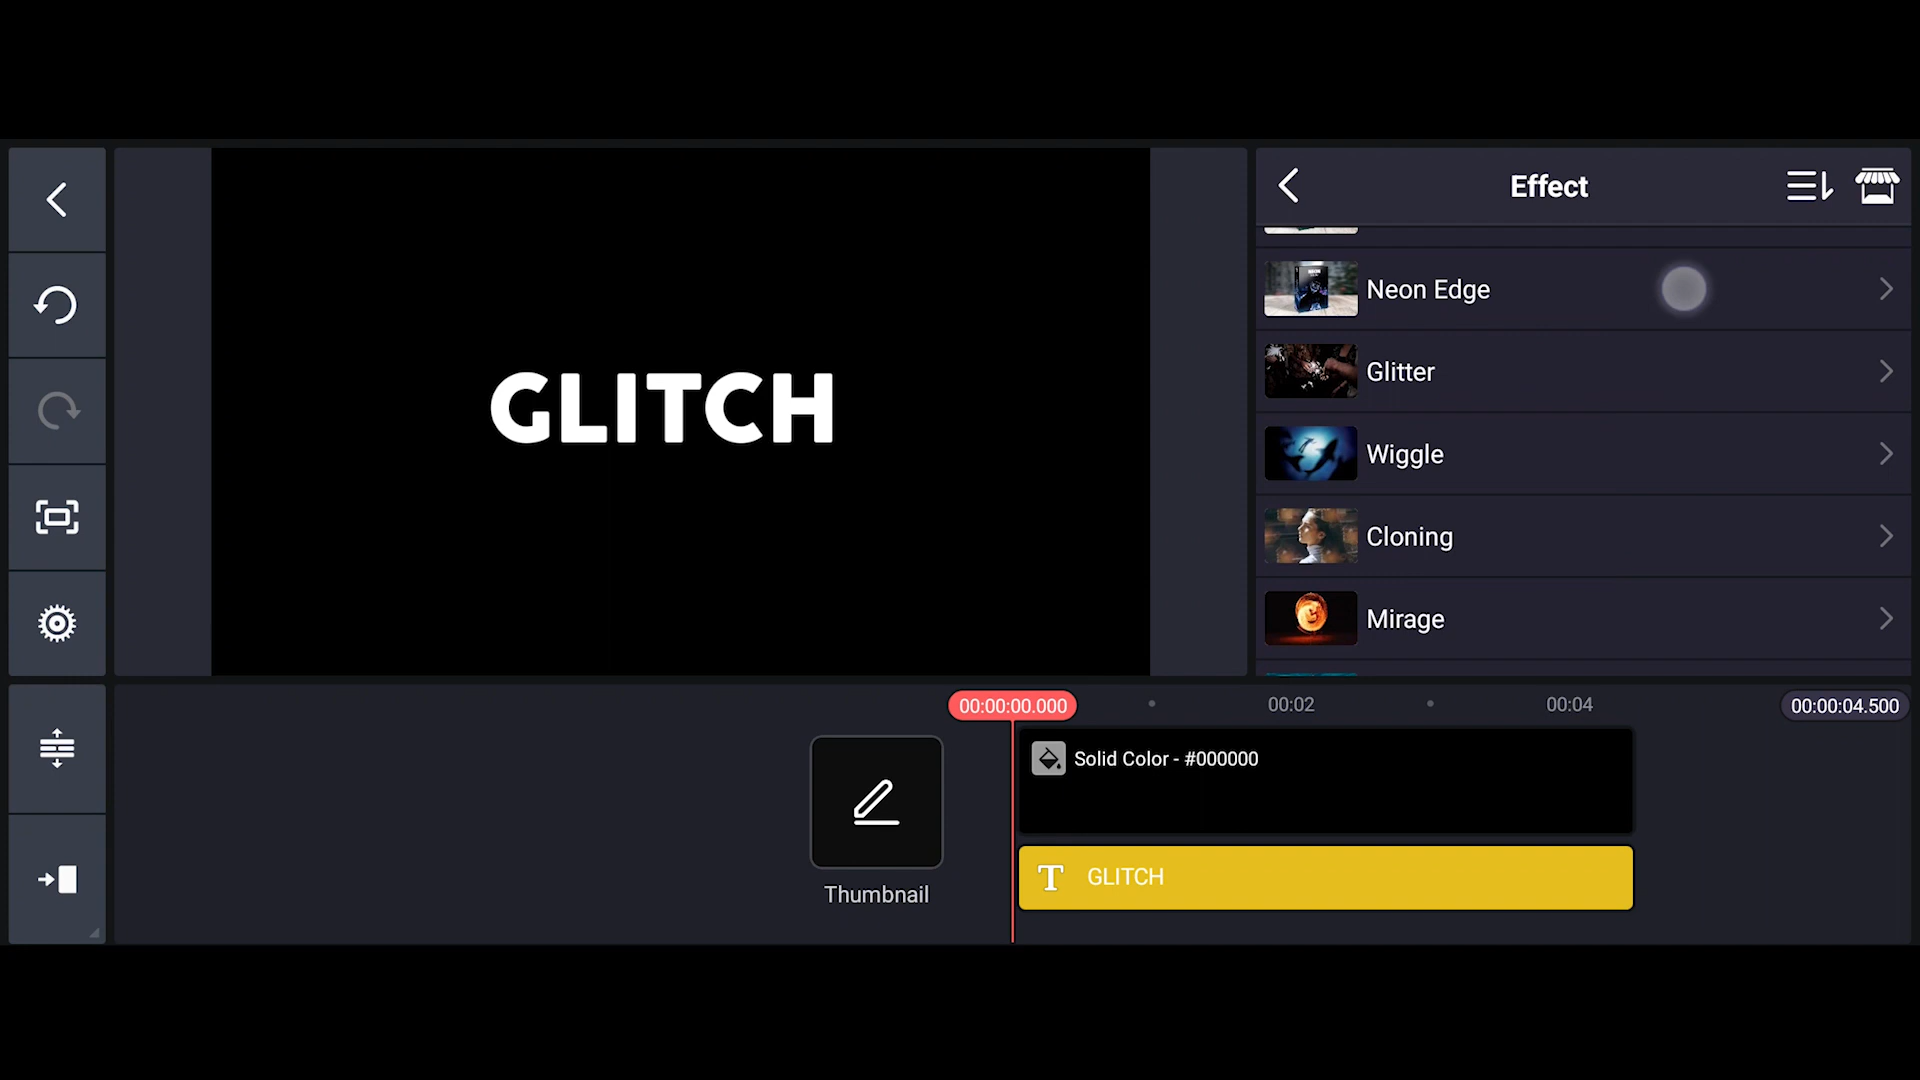 Effect
GLITCH
Neon Edge
Glitter
Wiggle
Cloning
Mirage
00:00:00.000
00:02
00:04
00:00:04.500
Solid Color - #000000
T GLITCH
Thumbnail